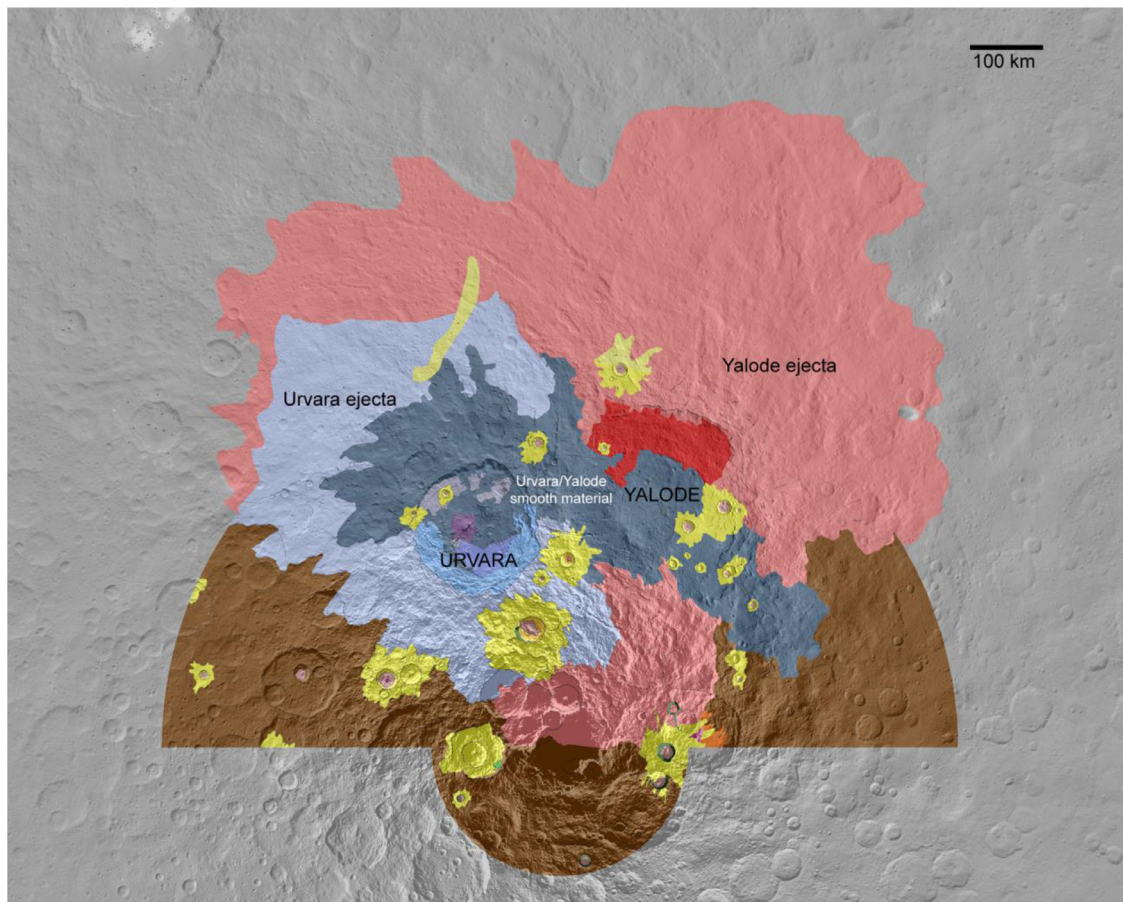 100 km
Yalode ejecta
Urvara ejecta
Urvara/Yalode
smooth material
YALODE
URVARA